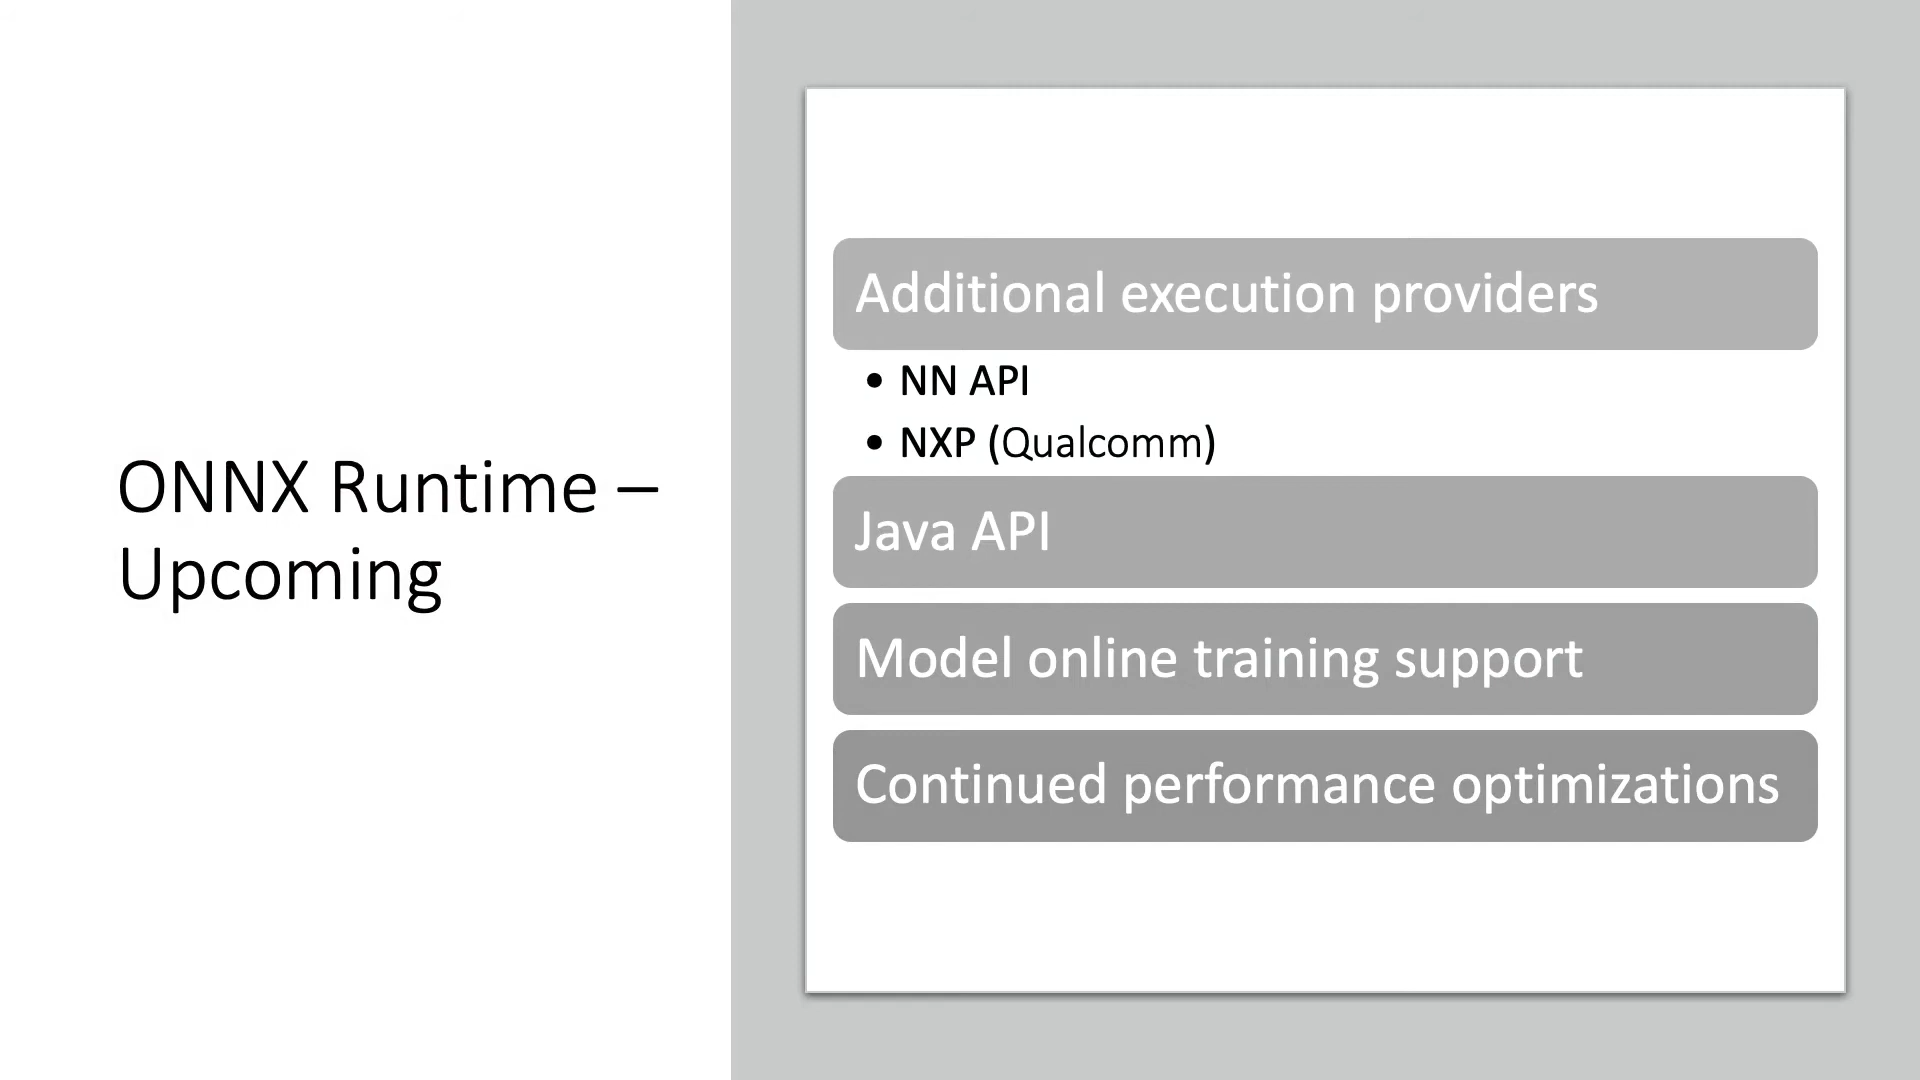 ONNX Runtime –
Upcoming
Additional execution providers
• NN API
• NXP (Qualcomm)
Java API
Model online training support
Continued performance optimizations